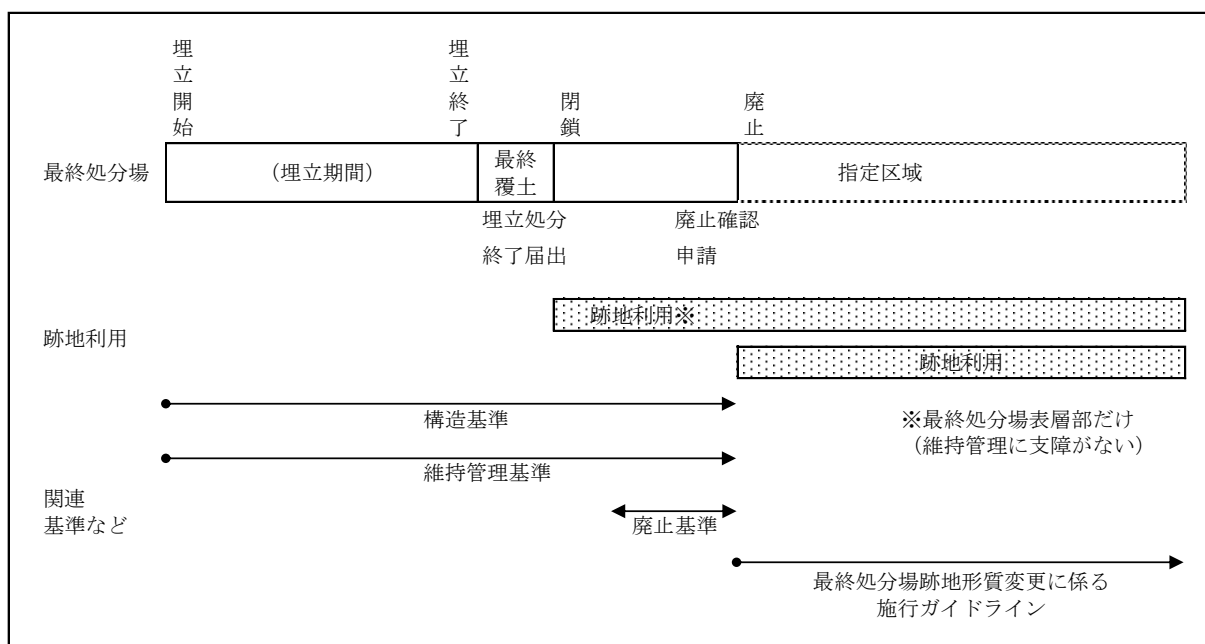 埋立開始
埋立終了
閉鎖
廃止
最終処分場
（埋立期間）
最終
覆土
指定区域
埋立処分
終了届出
廃止確認
申請
跡地利用
跡地利用※
跡地利用
構造基準
※最終処分場表層部だけ
（維持管理に支障がない）
維持管理基準
関連
基準など
廃止基準
最終処分場跡地形質変更に係る
施行ガイドライン